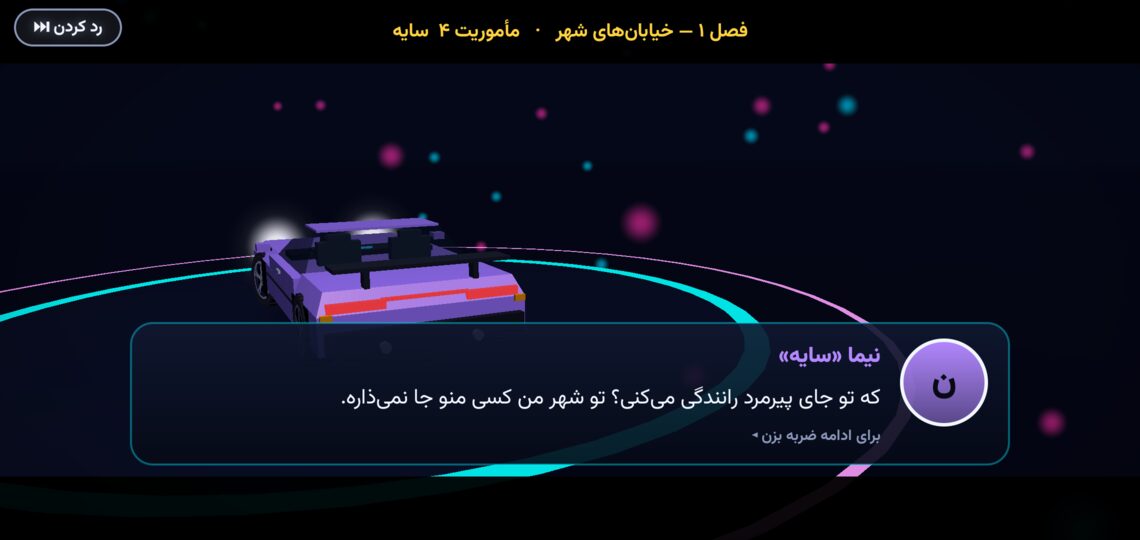 فصل ۱ – خیابان‌های شهر · مأموریت ۴ سایه
رد کردن ⏭
نیما «سایه»
ن
که تو جای پیرمرد رانندگی می‌کنی؟ تو شهر من کسی منو جا نمی‌ذاره.
برای ادامه ضربه بزن ◂